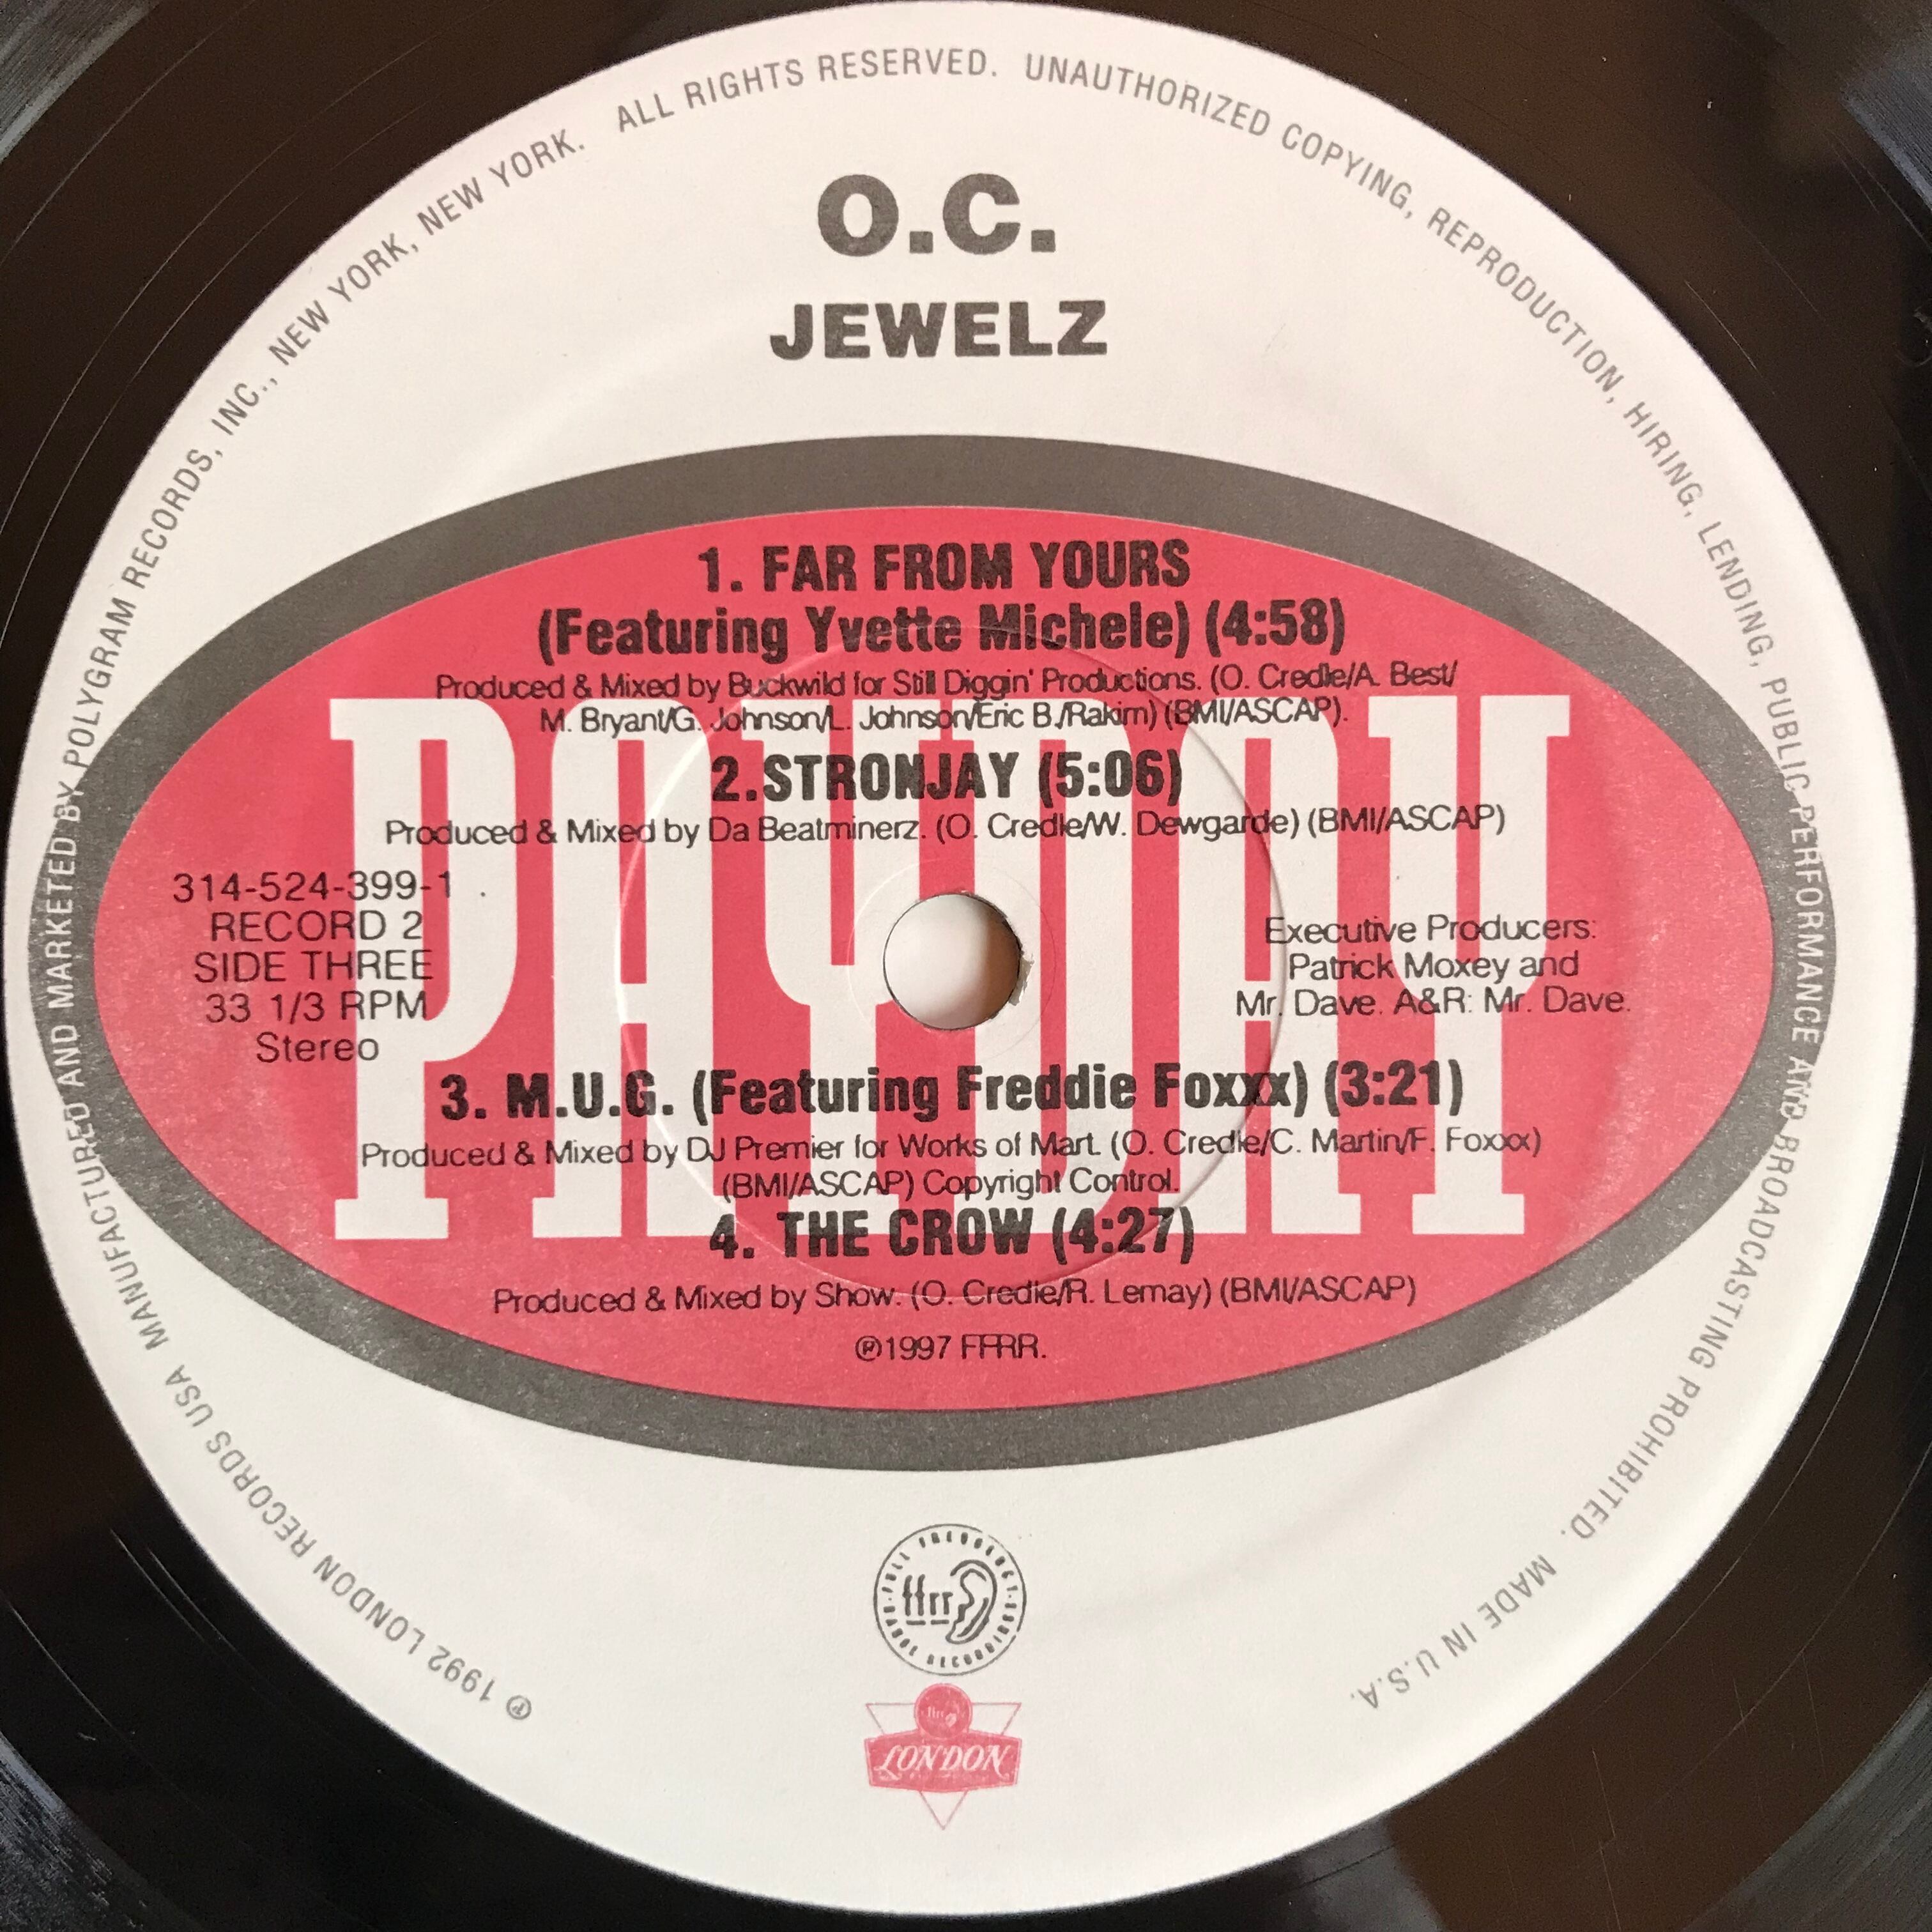 O.C.
JEWELZ
1. FAR FROM YOURS
(Featuring Yvette Michele) (4:58)
Produced & Mixed by Buckwild for Still Diggin' Productions. (O. Credle/A. Best/
M. Bryant/G. Johnson/L. Johnson/Eric B./Rakim) (BMI/ASCAP).
2.STRONJAY (5:06)
Produced & Mixed by Da Beatminerz. (O. Credle/W. Dewgarde) (BMI/ASCAP)
PAYDAY
314-524-399-1
RECORD 2
SIDE THREE
33 1/3 RPM
Stereo
Executive Producers:
Patrick Moxey and
Mr. Dave. A&R: Mr. Dave.
3. M.U.G. (Featuring Freddie Foxxx) (3:21)
Produced & Mixed by DJ Premier for Works of Mart. (O. Credle/C. Martin/F. Foxxx)
(BMI/ASCAP) Copyright Control.
4. THE CROW (4:27)
Produced & Mixed by Show. (O. Credie/R. Lemay) (BMI/ASCAP)
℗1997 FFRR.
FULL FREQUENCY RANGE RECORDINGS
ffrr
ffrr
LONDON
℗ 1992 LONDON RECORDS USA MANUFACTURED AND MARKETED BY POLYGRAM RECORDS, INC., NEW YORK, NEW YORK. ALL RIGHTS RESERVED. UNAUTHORIZED COPYING, REPRODUCTION, HIRING, LENDING, PUBLIC PERFORMANCE AND BROADCASTING PROHIBITED. MADE IN U.S.A.